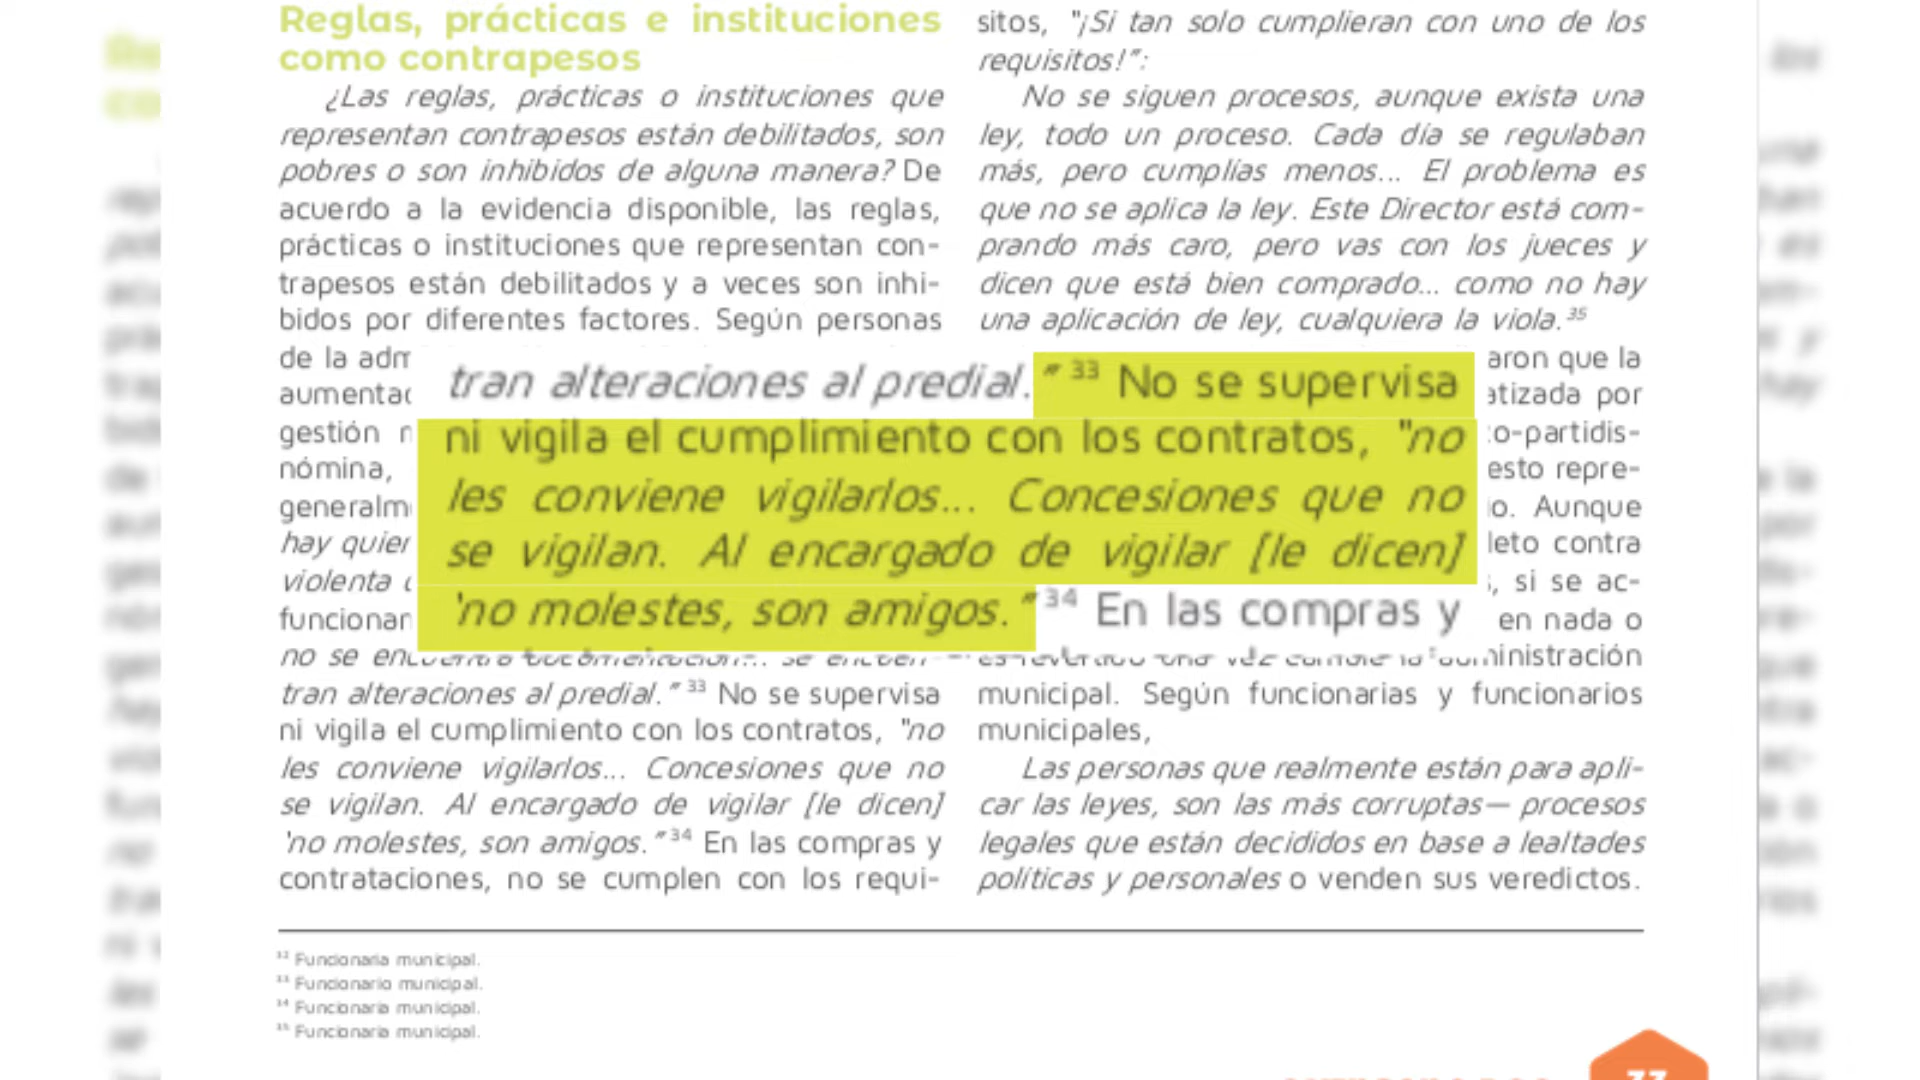 Reglas, prácticas e instituciones
como contrapesos
¿Las reglas, prácticas o instituciones que
representan contrapesos están debilitados, son
pobres o son inhibidos de alguna manera? De
acuerdo a la evidencia disponible, las reglas,
prácticas o instituciones que representan con-
trapesos están debilitados y a veces son inhi-
bidos por diferentes factores. Según personas
de la
gestión
nómina,
hay
violenta
no se
tran alteraciones al predial.” 33 No se supervisa
ni vigila el cumplimiento con los contratos, "no
les conviene vigilarlos... Concesiones que no
se vigilan. Al encargado de vigilar [le dicen]
'no molestes, son amigos.” 34 En las compras y
contrataciones, no se cumplen con los requi-
tran alteraciones al predial.” 33 No se supervisa
ni vigila el cumplimiento con los contratos, "no
les conviene vigilarlos... Concesiones que no
se vigilan. Al encargado de vigilar [le dicen]
'no molestes, son amigos.” 34 En las compras y
sitos, "¡Si tan solo cumplieran con uno de los
requisitos!”:
No se siguen procesos, aunque exista una
ley, todo un proceso. Cada día se regulaban
más, pero cumplías menos... El problema es
que no se aplica la ley. Este Director está com-
prando más caro, pero vas con los jueces y
dicen que está bien comprado... como no hay
una aplicación de ley, cualquiera la viola.35
que la
por
esto repre-
Aunque
contra
si se ac-
en nada o
municipal. Según funcionarias y funcionarios
municipales,
Las personas que realmente están para apli-
car las leyes, son las más corruptas— procesos
legales que están decididos en base a lealtades
políticas y personales o venden sus veredictos.
32 Funcionaria municipal.
33 Funcionario municipal.
34 Funcionaria municipal.
35 Funcionaria municipal.